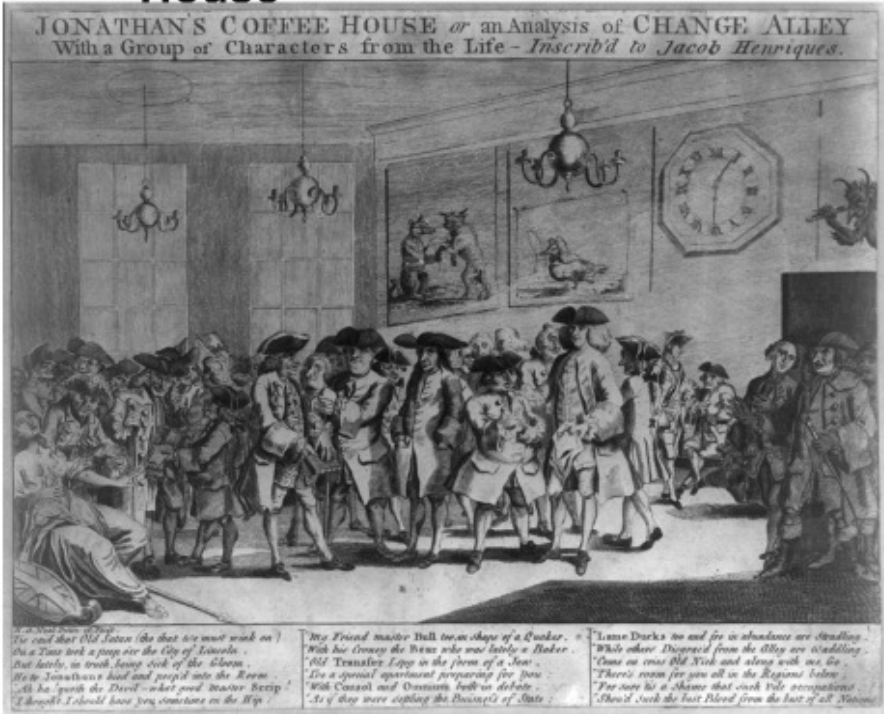 House
JONATHAN'S COFFEE HOUSE or an Analysis of CHANGE ALLEY
With a Group of Characters from the Life - Inscrib'd to Jacob Henriques.
Tis said that Old Satan (tho that we must wink on)
On a Time took a peep o'er the City of Lincoln.
But lately, in truth, being Sick of the Gloom.
He to Jonathans hied and peep'd into the Room
Ah ha! quoth the Devil - what good Master Scrip
I thought I should have you sometime on the Hip
My Friend master Bull too, in shape of a Quaker.
With his Croney the Bear who was lately a Baker.
Old Transfer in the form of a Jew.
I've a special apartment preparing for You
With Consol and Omnium both in debate.
As if they were settling the Business of State
Lame Ducks too and fro in abundance are Stradling.
While others Disgrac'd from the Alley are Waddling.
Come on cries Old Nick and along with me Go
There's room for you all in the Regions below
For sure its a Shame that such Vile occupations.
Shou'd Suck the best Blood from the best of all Nations